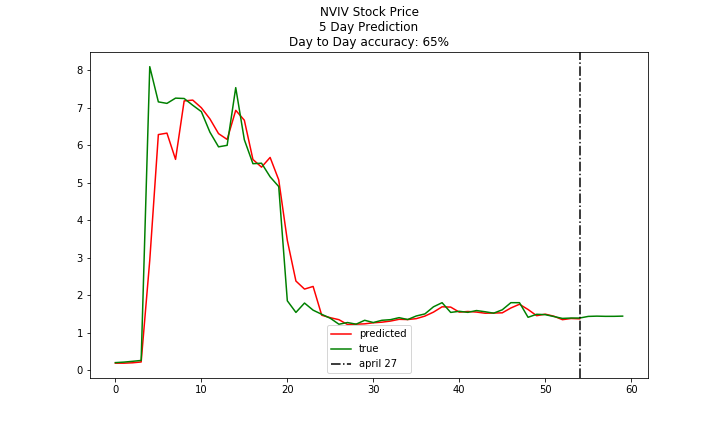 NVIV Stock Price
5 Day Prediction
Day to Day accuracy: 65%
8
7
6
5
4
3
2
1
0
predicted
true
april 27
0 10 20 30 40 50 60